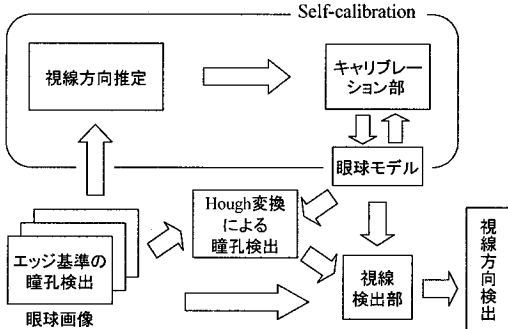 Self-calibration
視線方向推定
キャリブレー
ション部
眼球モデル
Hough変換
による
瞳孔検出
エッジ基準の
瞳孔検出
眼球画像
視線
検出部
視線方向検出